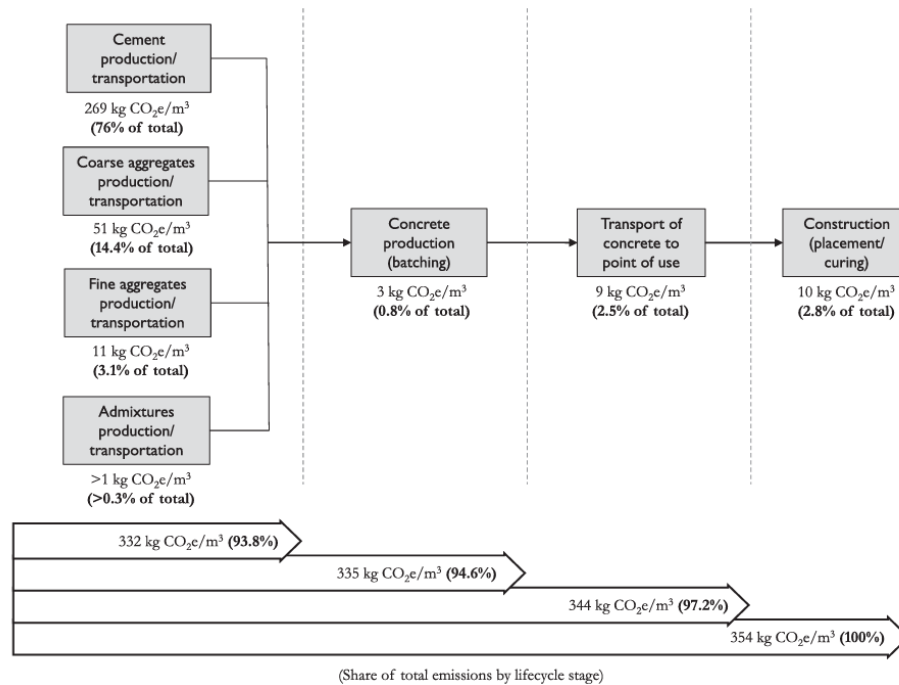 Cement
production/
transportation
269 kg CO₂e/m³
(76% of total)
Coarse aggregates
production/
transportation
51 kg CO₂e/m³
(14.4% of total)
Fine aggregates
production/
transportation
11 kg CO₂e/m³
(3.1% of total)
Admixtures
production/
transportation
>1 kg CO₂e/m³
(>0.3% of total)
Concrete
production
(batching)
3 kg CO₂e/m³
(0.8% of total)
Transport of
concrete to
point of use
9 kg CO₂e/m³
(2.5% of total)
Construction
(placement/
curing)
10 kg CO₂e/m³
(2.8% of total)
332 kg CO₂e/m³ (93.8%)
335 kg CO₂e/m³ (94.6%)
344 kg CO₂e/m³ (97.2%)
354 kg CO₂e/m³ (100%)
(Share of total emissions by lifecycle stage)